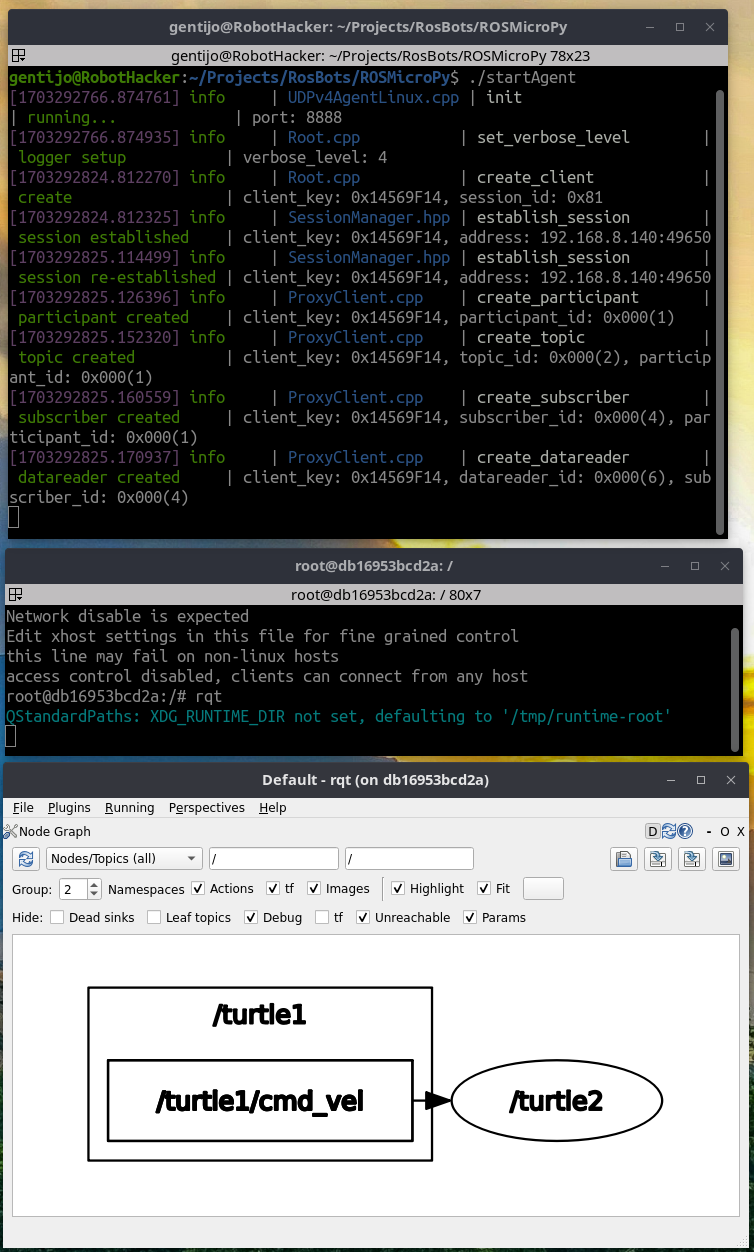 gentijo@RobotHacker: ~/Projects/RosBots/ROSMicroPy
gentijo@RobotHacker: ~/Projects/RosBots/ROSMicroPy 78x23
gentijo@RobotHacker:~/Projects/RosBots/ROSMicroPy$ ./startAgent
[1703292766.874761] info     | UDPv4AgentLinux.cpp | init
| running...             | port: 8888
[1703292766.874935] info     | Root.cpp           | set_verbose_level        |
 logger setup           | verbose_level: 4
[1703292824.812270] info     | Root.cpp           | create_client            |
 create                 | client_key: 0x14569F14, session_id: 0x81
[1703292824.812325] info     | SessionManager.hpp | establish_session        |
 session established    | client_key: 0x14569F14, address: 192.168.8.140:49650
[1703292825.114499] info     | SessionManager.hpp | establish_session        |
 session re-established | client_key: 0x14569F14, address: 192.168.8.140:49650
[1703292825.126396] info     | ProxyClient.cpp    | create_participant       |
 participant created    | client_key: 0x14569F14, participant_id: 0x000(1)
[1703292825.152320] info     | ProxyClient.cpp    | create_topic             |
 topic created          | client_key: 0x14569F14, topic_id: 0x000(2), particip
ant_id: 0x000(1)
[1703292825.160559] info     | ProxyClient.cpp    | create_subscriber        |
 subscriber created     | client_key: 0x14569F14, subscriber_id: 0x000(4), par
ticipant_id: 0x000(1)
[1703292825.170937] info     | ProxyClient.cpp    | create_datareader        |
 datareader created     | client_key: 0x14569F14, datareader_id: 0x000(6), sub
scriber_id: 0x000(4)
root@db16953bcd2a: /
root@db16953bcd2a: / 80x7
Network disable is expected
Edit xhost settings in this file for fine grained control
this line may fail on non-linux hosts
access control disabled, clients can connect from any host
root@db16953bcd2a:/# rqt
QStandardPaths: XDG_RUNTIME_DIR not set, defaulting to '/tmp/runtime-root'
Default - rqt (on db16953bcd2a)
File Plugins Running Perspectives Help
Node Graph D - O X
Nodes/Topics (all) / /
Group: 2 Namespaces Actions tf Images Highlight Fit
Hide: Dead sinks Leaf topics Debug tf Unreachable Params
/turtle1
/turtle1/cmd_vel /turtle2